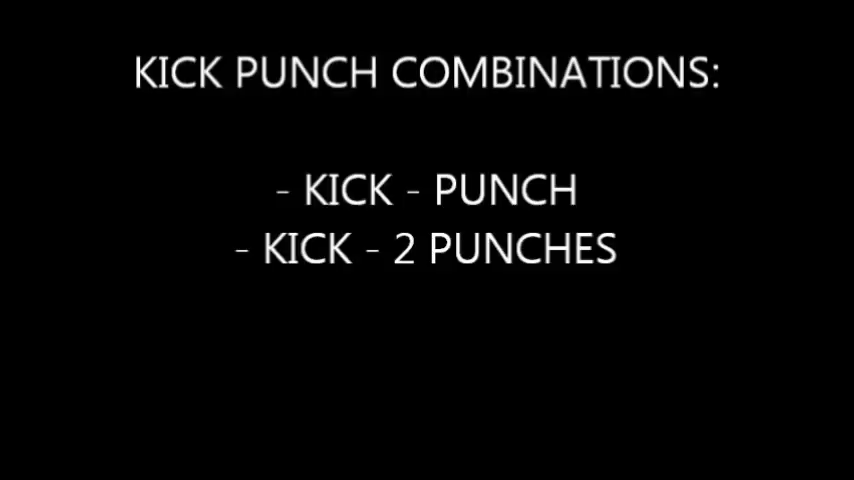 KICK PUNCH COMBINATIONS:
- KICK - PUNCH
- KICK - 2 PUNCHES